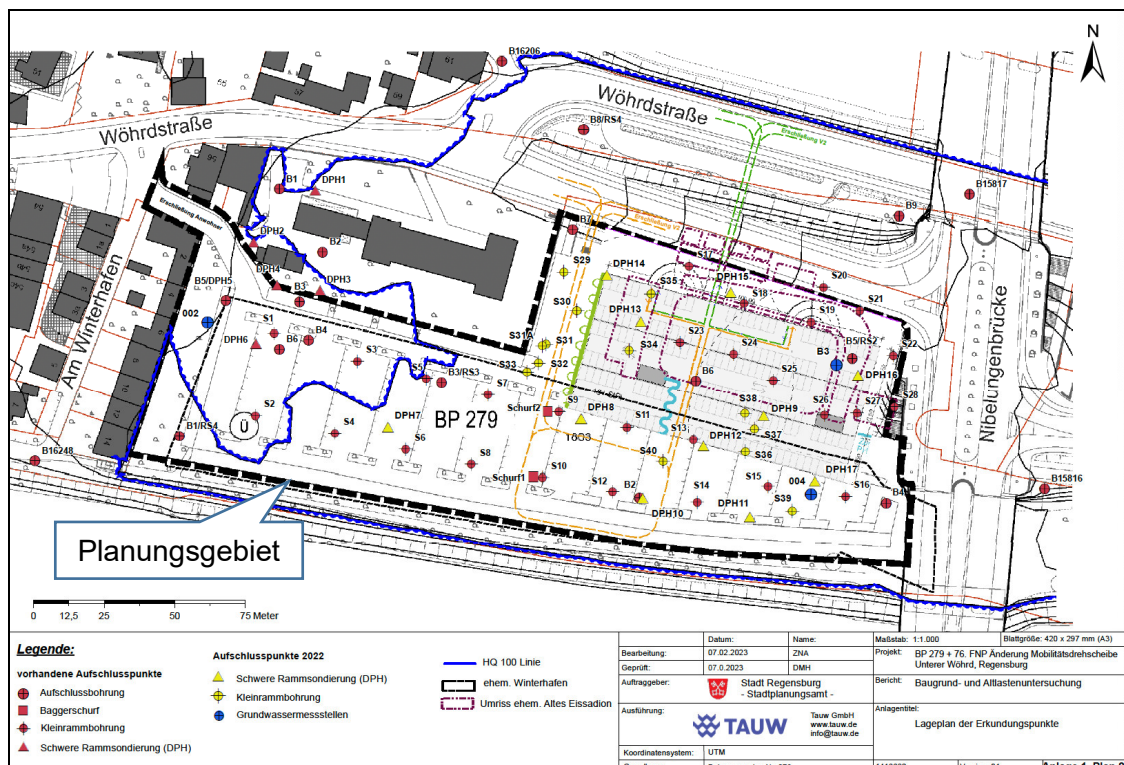 N
B16206
Wöhrdstraße
Wöhrdstraße
B8/RS4
Erschließung V2
Erschließung V2
B15817
B9
B1
DPH1
Erschließung Anwohner
DPH2
B2
B7
Erschließung V2
DPH4
DPH3
S29
DPH14
S17
DPH15
S20
B5/DPH5
B3
S35
S18
S21
002
S30
DPH13
S19
S1
B4
S31A
S31
S23
S24
B5/RS2
S22
DPH6
B6
S3
S32
S34
B3
DPH16
S33
S5
B3/RS3
S7
B6
S25
Am Winterhafen
Nibelungenbrücke
S2
Ü
DPH7
BP 279
Schurf2
S9
DPH8
S11
S38
DPH9
S26
S27
S28
B1/RS4
S4
S6
S13
DPH12
S37
B16248
S8
S40
S36
DPH17
Schurf1
S10
S12
B2
S14
S15
004
S16
B4
B15816
DPH10
DPH11
S39
Planungsgebiet
0 12,5 25 50 75 Meter
Legende:
vorhandene Aufschlusspunkte
Aufschlussbohrung
Baggerschurf
Kleinrammbohrung
Schwere Rammsondierung (DPH)
Aufschlusspunkte 2022
Schwere Rammsondierung (DPH)
Kleinrammbohrung
Grundwassermessstellen
HQ 100 Linie
ehem. Winterhafen
Umriss ehem. Altes Eissadion
Datum: Name: Maßstab: 1:1.000 Blattgröße: 420 x 297 mm (A3)
Bearbeitung: 07.02.2023 ZNA
Geprüft: 07.0.2023 DMH
Projekt: BP 279 + 76. FNP Änderung Mobilitätsdrehscheibe
Unterer Wöhrd, Regensburg
Auftraggeber: Stadt Regensburg
- Stadtplanungsamt -
Bericht: Baugrund- und Altlastenuntersuchung
Ausführung: TAUW
Tauw GmbH
www.tauw.de
info@tauw.de
Anlagentitel:
Lageplan der Erkundungspunkte
Koordinatensystem: UTM